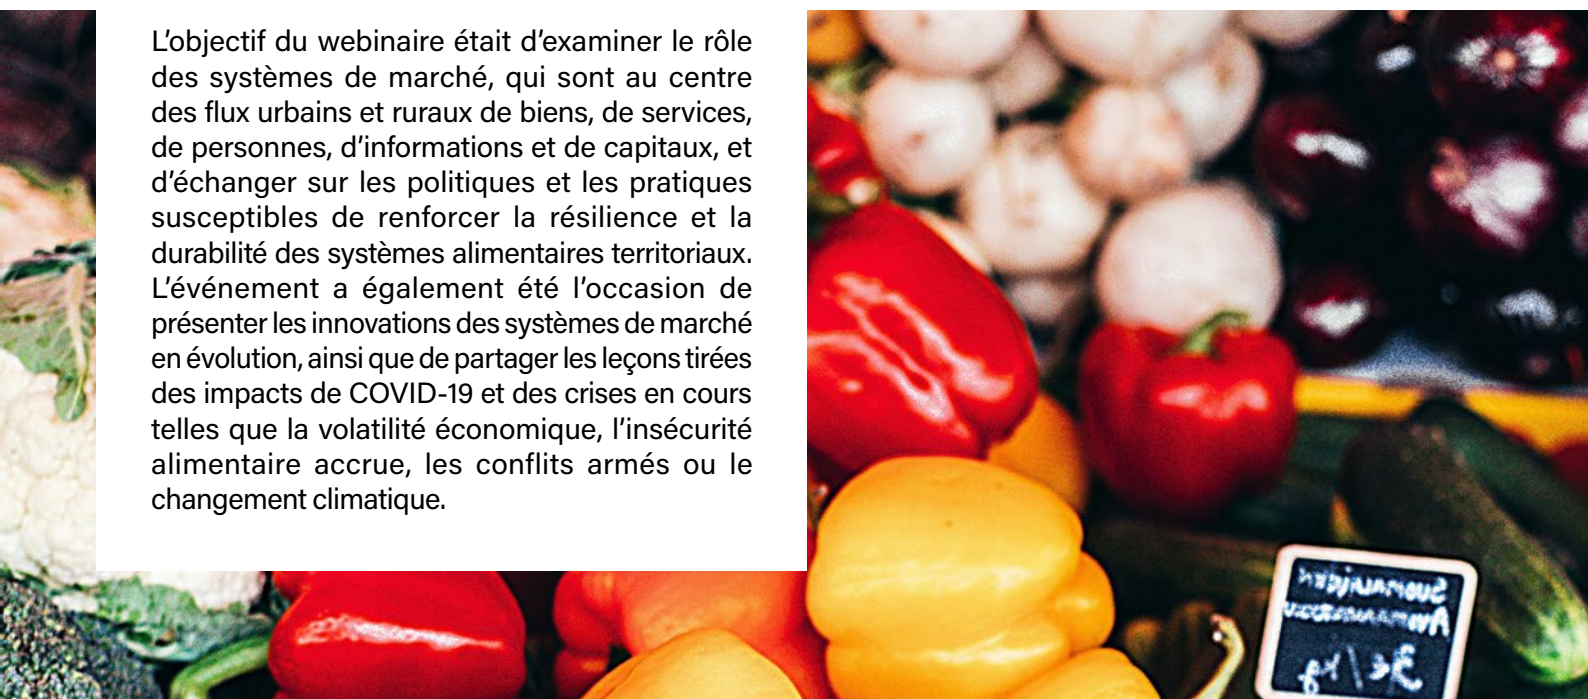 L’objectif du webinaire était d’examiner le rôle
des systèmes de marché, qui sont au centre
des flux urbains et ruraux de biens, de services,
de personnes, d’informations et de capitaux, et
d’échanger sur les politiques et les pratiques
susceptibles de renforcer la résilience et la
durabilité des systèmes alimentaires territoriaux.
L’événement a également été l’occasion de
présenter les innovations des systèmes de marché
en évolution, ainsi que de partager les leçons tirées
des impacts de COVID-19 et des crises en cours
telles que la volatilité économique, l’insécurité
alimentaire accrue, les conflits armés ou le
changement climatique.